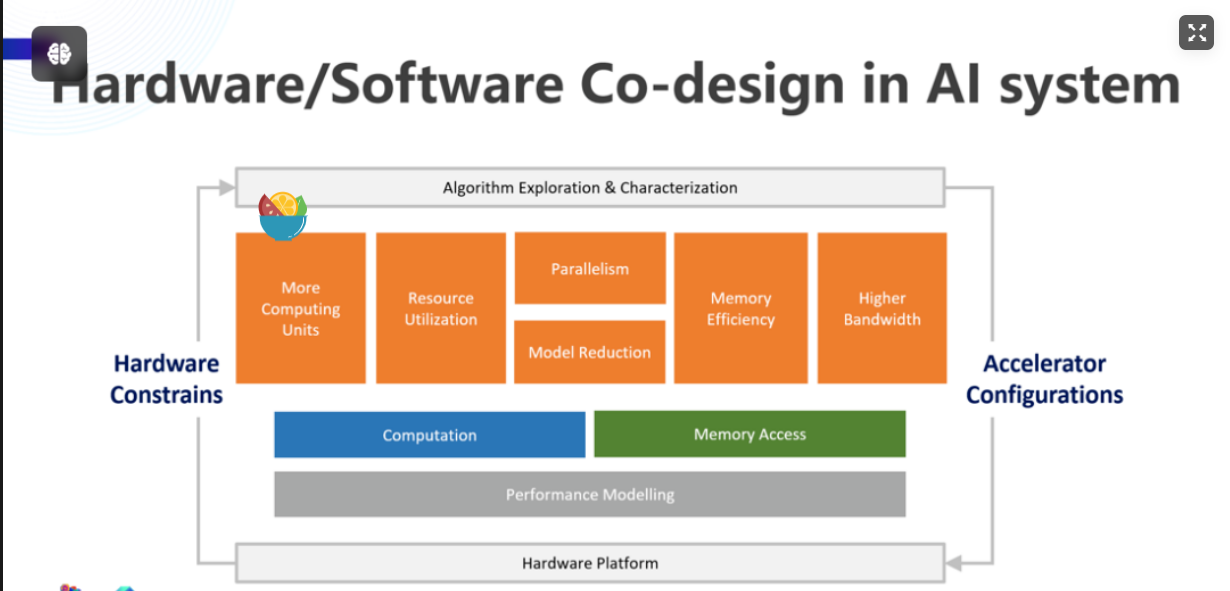 Hardware/Software Co-design in AI system
Algorithm Exploration & Characterization
More
Computing
Units
Resource
Utilization
Parallelism
Model Reduction
Memory
Efficiency
Higher
Bandwidth
Hardware
Constrains
Accelerator
Configurations
Computation
Memory Access
Performance Modelling
Hardware Platform